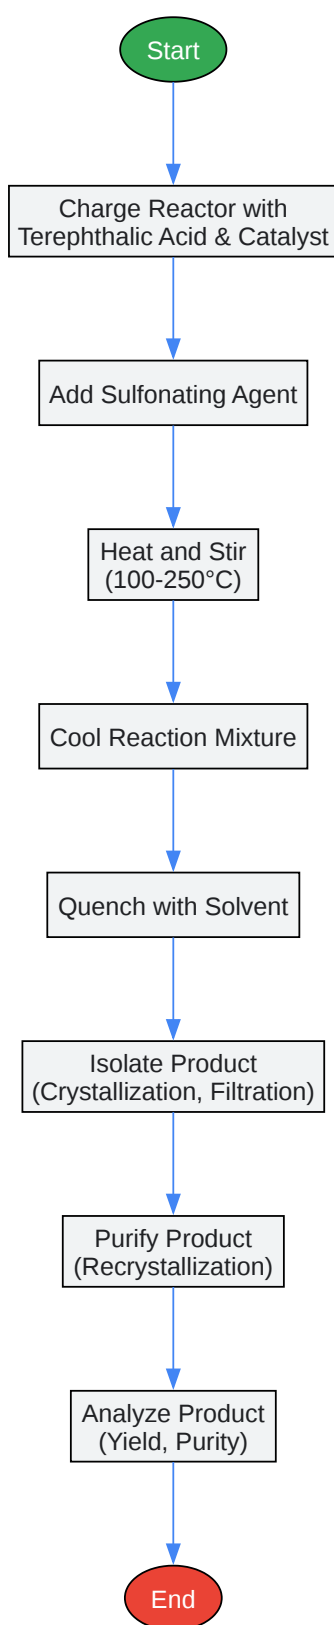 Start
Charge Reactor with
Terephthalic Acid & Catalyst
Add Sulfonating Agent
Heat and Stir
(100-250°C)
Cool Reaction Mixture
Quench with Solvent
Isolate Product
(Crystallization, Filtration)
Purify Product
(Recrystallization)
Analyze Product
(Yield, Purity)
End